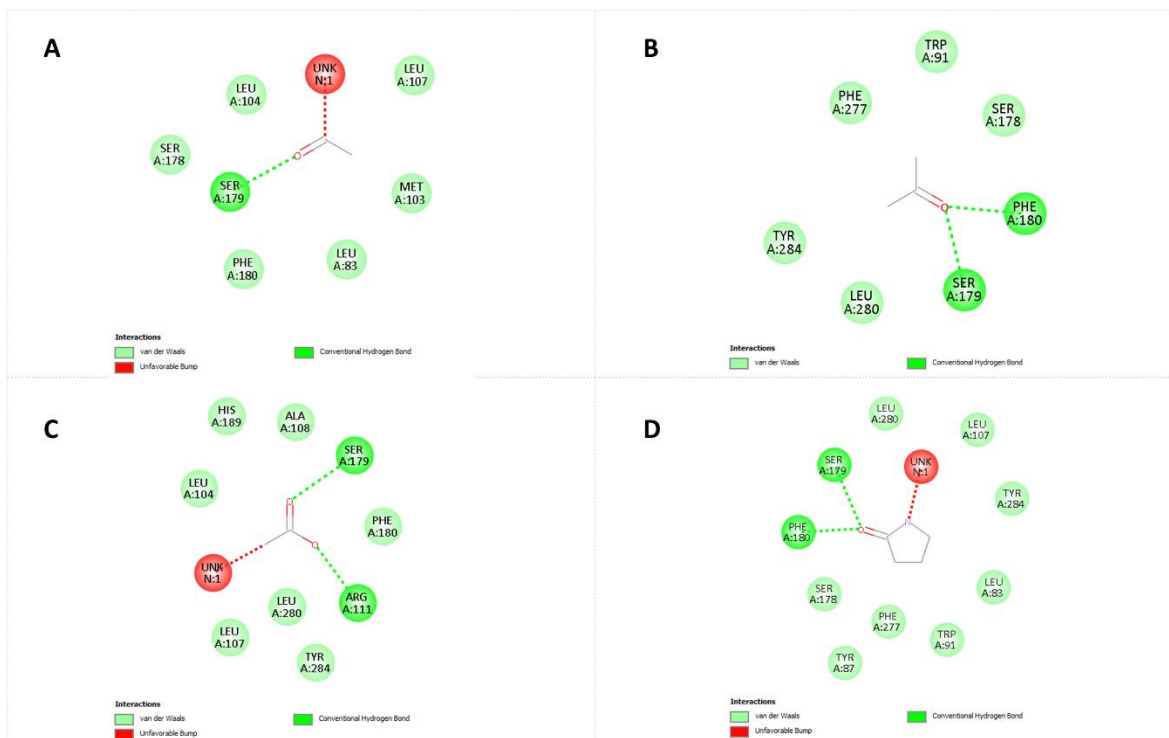 A
UNK
N:1
LEU
A:107
LEU
A:104
SER
A:178
O
SER
A:179
MET
A:103
PHE
A:180
LEU
A:83
Interactions
van der Waals
Unfavorable Bump
Conventional Hydrogen Bond
B
TRP
A:91
PHE
A:277
SER
A:178
O
PHE
A:180
TYR
A:284
SER
A:179
LEU
A:280
Interactions
van der Waals
Conventional Hydrogen Bond
C
HIS
A:189
ALA
A:108
SER
A:179
LEU
A:104
O
PHE
A:180
O
UNK
N:1
LEU
A:280
ARG
A:111
LEU
A:107
TYR
A:284
Interactions
van der Waals
Unfavorable Bump
Conventional Hydrogen Bond
D
LEU
A:280
LEU
A:107
SER
A:179
UNK
N:1
TYR
A:284
PHE
A:180
O
N
SER
A:178
LEU
A:83
PHE
A:277
TRP
A:91
TYR
A:87
Interactions
van der Waals
Unfavorable Bump
Conventional Hydrogen Bond